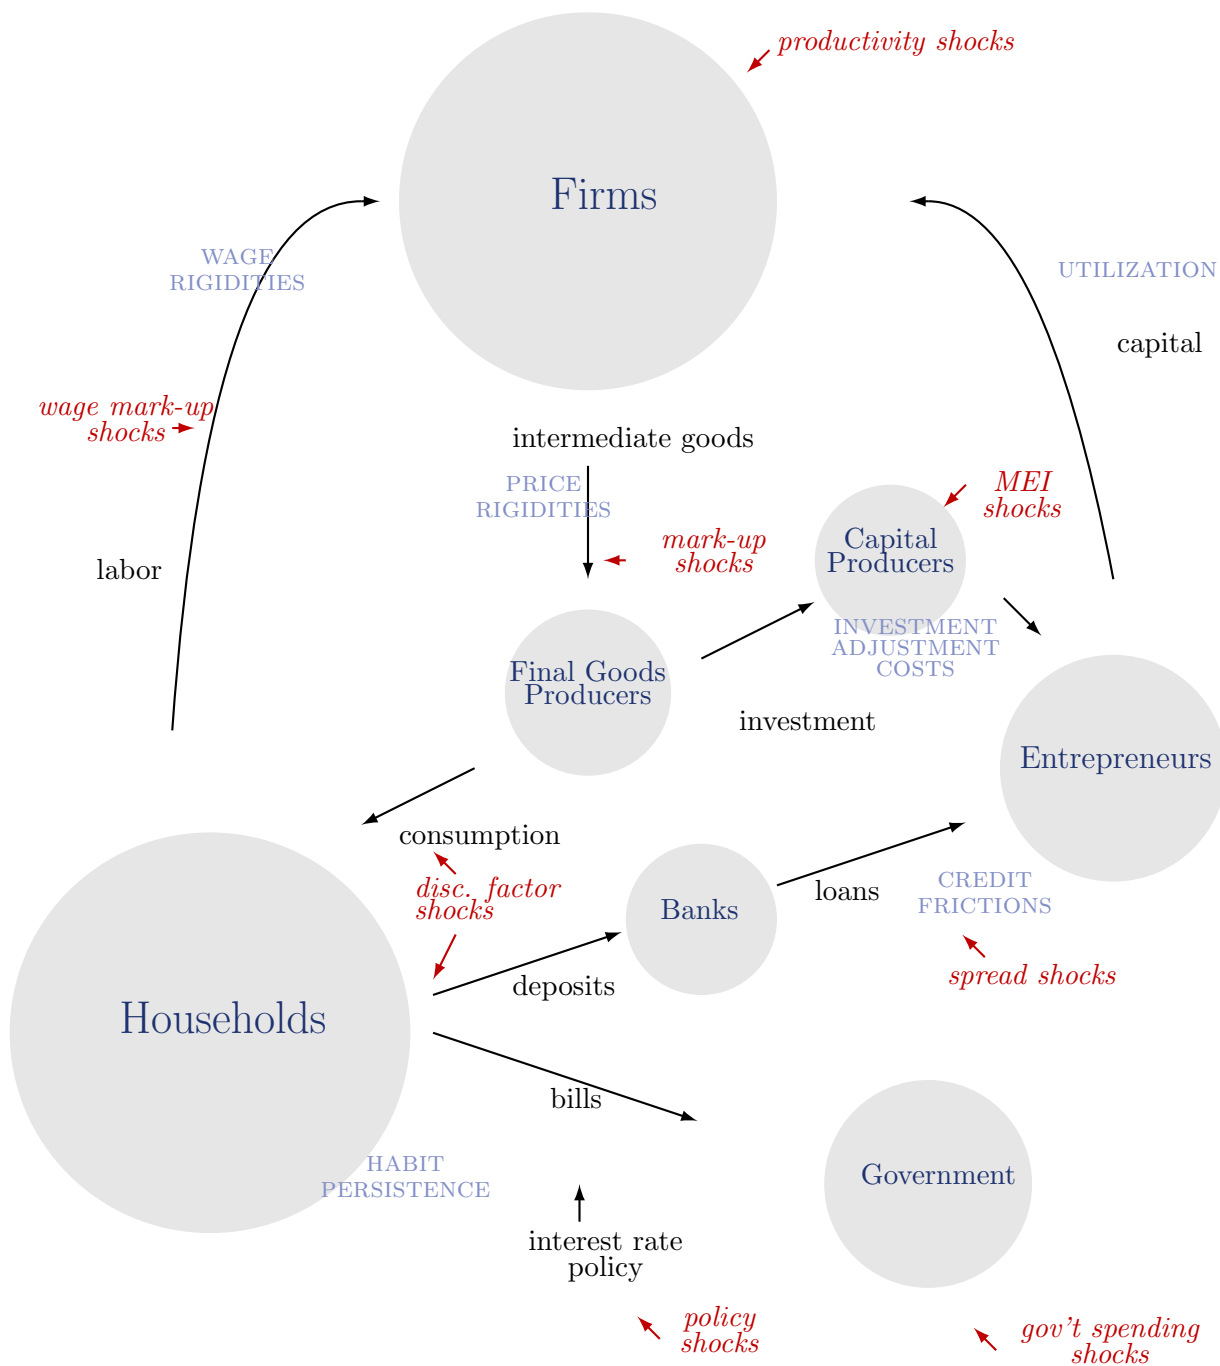 productivity shocks
Firms
WAGE
RIGIDITIES
UTILIZATION
capital
wage mark-up
shocks
intermediate goods
PRICE
RIGIDITIES
MEI
shocks
mark-up
shocks
Capital
Producers
labor
INVESTMENT
ADJUSTMENT
COSTS
Final Goods
Producers
investment
Entrepreneurs
consumption
disc. factor
shocks
Banks
loans
CREDIT
FRICTIONS
spread shocks
deposits
Households
bills
HABIT
PERSISTENCE
Government
interest rate
policy
policy
shocks
gov't spending
shocks